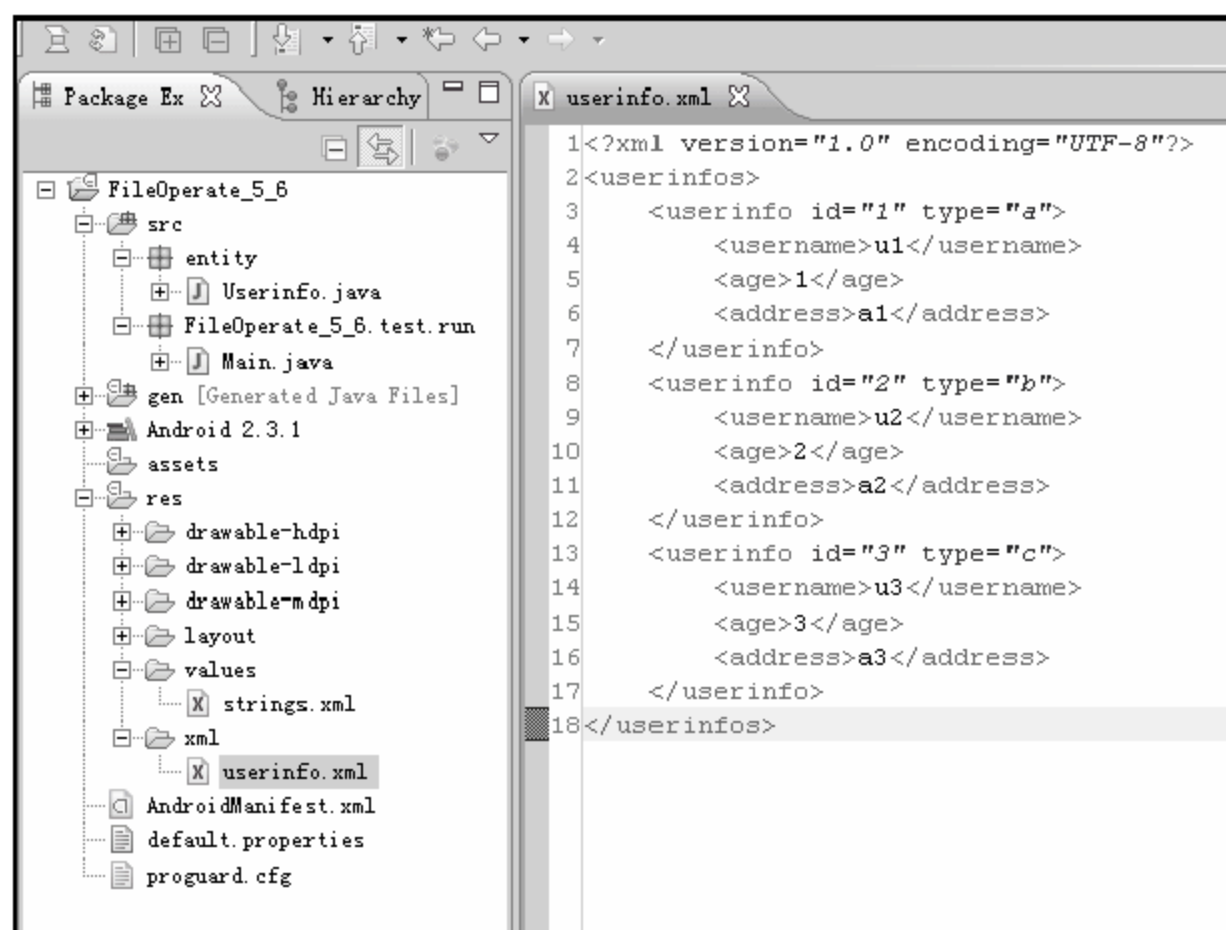 Package Ex
Hierarchy
FileOperate_5_6
src
entity
Userinfo.java
FileOperate_5_6.test.run
Main.java
gen [Generated Java Files]
Android 2.3.1
assets
res
drawable-hdpi
drawable-ldpi
drawable-mdpi
layout
values
strings.xml
xml
userinfo.xml
AndroidManifest.xml
default.properties
proguard.cfg
userinfo.xml
1<?xml version="1.0" encoding="UTF-8"?>
2<userinfos>
3    <userinfo id="1" type="a">
4        <username>u1</username>
5        <age>1</age>
6        <address>a1</address>
7    </userinfo>
8    <userinfo id="2" type="b">
9        <username>u2</username>
10        <age>2</age>
11        <address>a2</address>
12    </userinfo>
13    <userinfo id="3" type="c">
14        <username>u3</username>
15        <age>3</age>
16        <address>a3</address>
17    </userinfo>
18</userinfos>